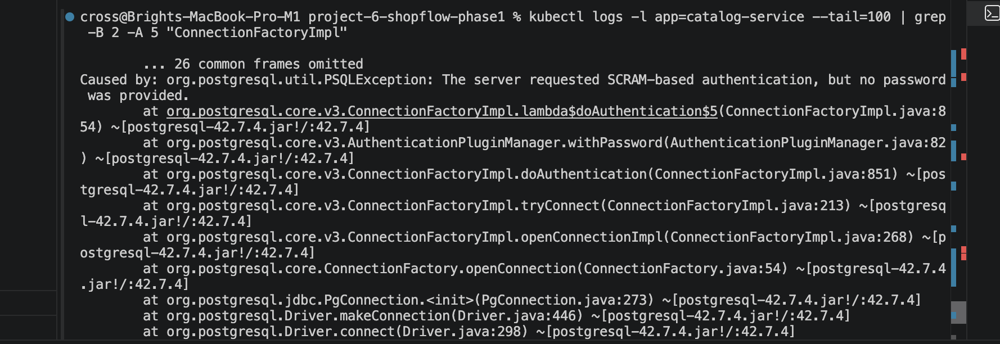 cross@Brights-MacBook-Pro-M1 project-6-shopflow-phase1 % kubectl logs -l app=catalog-service --tail=100 | grep
 -B 2 -A 5 "ConnectionFactoryImpl"
        ... 26 common frames omitted
Caused by: org.postgresql.util.PSQLException: The server requested SCRAM-based authentication, but no password
 was provided.
        at org.postgresql.core.v3.ConnectionFactoryImpl.lambda$doAuthentication$5(ConnectionFactoryImpl.java:8
54) ~[postgresql-42.7.4.jar!/:42.7.4]
        at org.postgresql.core.v3.AuthenticationPluginManager.withPassword(AuthenticationPluginManager.java:82
) ~[postgresql-42.7.4.jar!/:42.7.4]
        at org.postgresql.core.v3.ConnectionFactoryImpl.doAuthentication(ConnectionFactoryImpl.java:851) ~[pos
tgresql-42.7.4.jar!/:42.7.4]
        at org.postgresql.core.v3.ConnectionFactoryImpl.tryConnect(ConnectionFactoryImpl.java:213) ~[postgresq
l-42.7.4.jar!/:42.7.4]
        at org.postgresql.core.v3.ConnectionFactoryImpl.openConnectionImpl(ConnectionFactoryImpl.java:268) ~[p
ostgresql-42.7.4.jar!/:42.7.4]
        at org.postgresql.core.ConnectionFactory.openConnection(ConnectionFactory.java:54) ~[postgresql-42.7.4
.jar!/:42.7.4]
        at org.postgresql.jdbc.PgConnection.<init>(PgConnection.java:273) ~[postgresql-42.7.4.jar!/:42.7.4]
        at org.postgresql.Driver.makeConnection(Driver.java:446) ~[postgresql-42.7.4.jar!/:42.7.4]
        at org.postgresql.Driver.connect(Driver.java:298) ~[postgresql-42.7.4.jar!/:42.7.4]